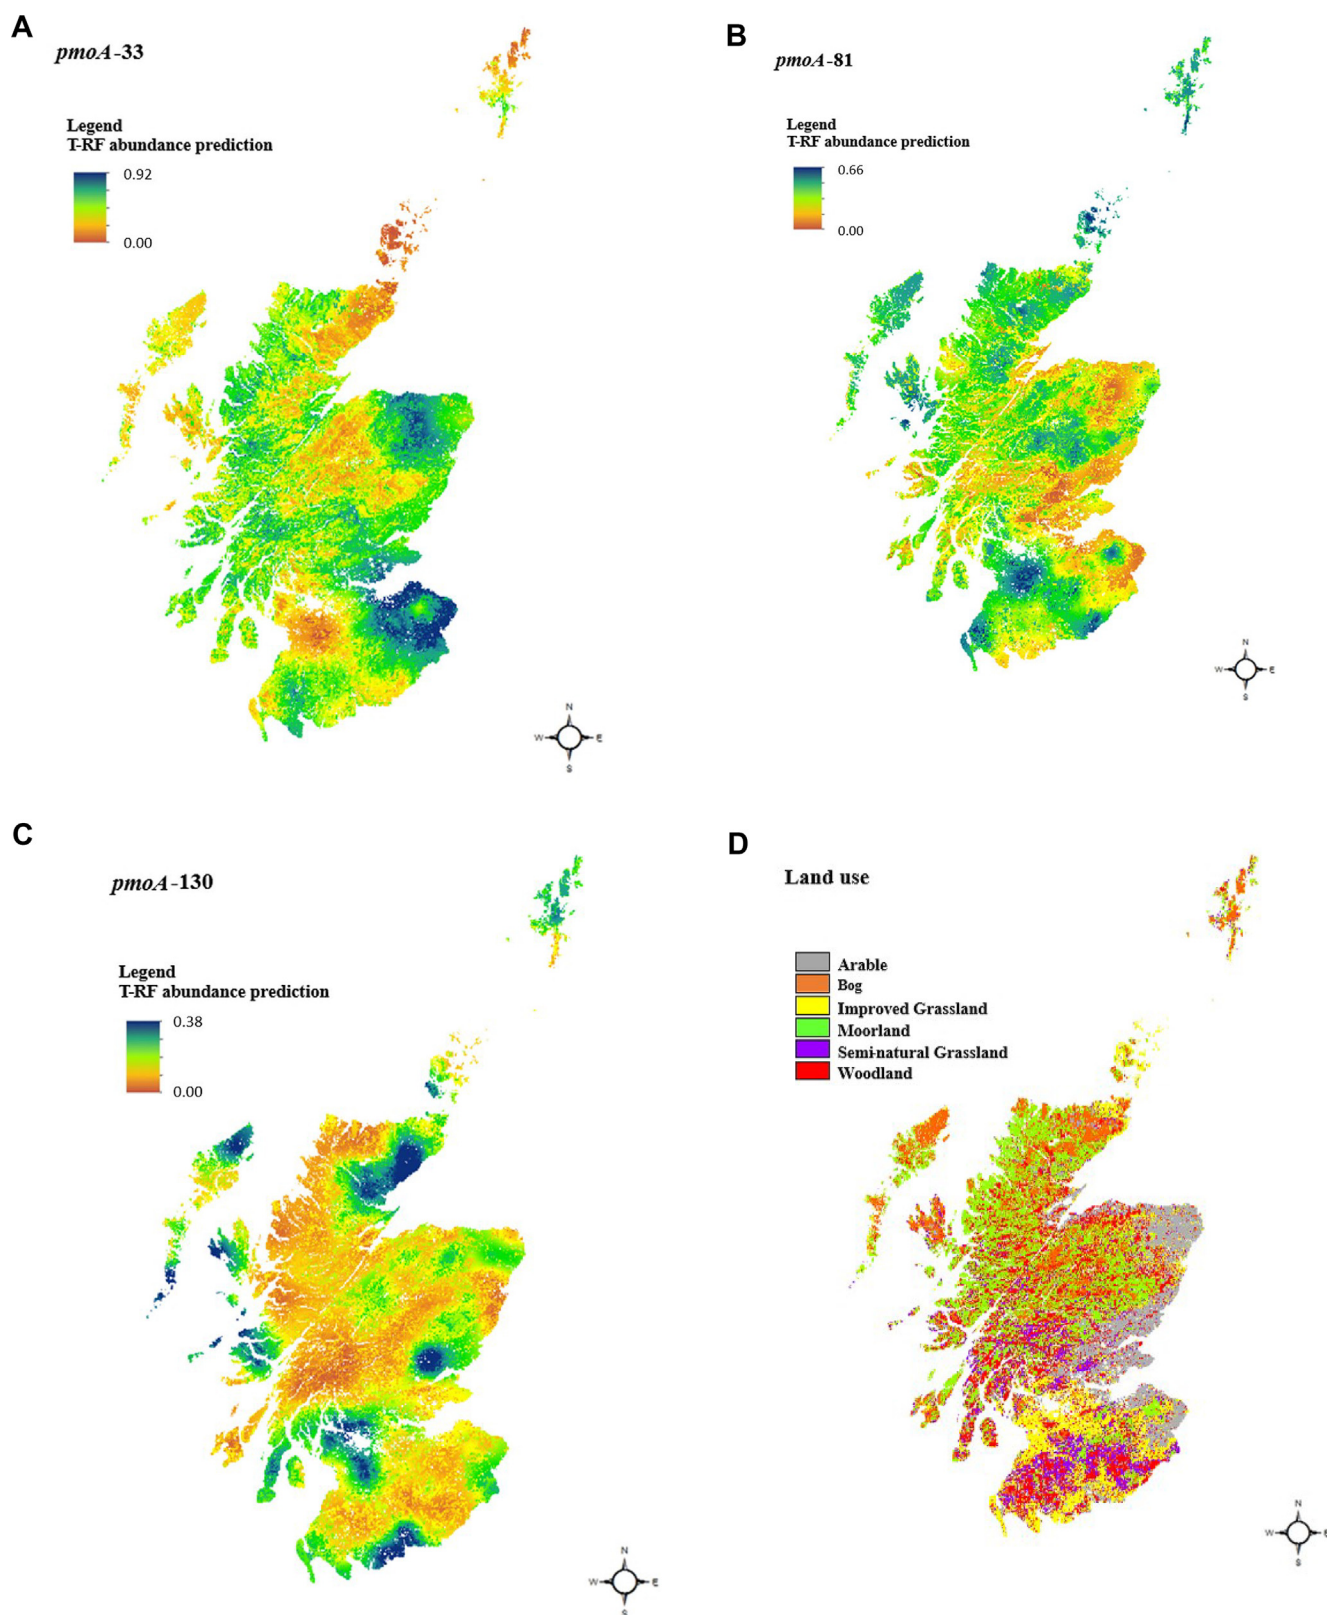 A
pmoA-33
Legend
T-RF abundance prediction
0.92
0.00
N
W
E
S
B
pmoA-81
Legend
T-RF abundance prediction
0.66
0.00
N
W
E
S
C
pmoA-130
Legend
T-RF abundance prediction
0.38
0.00
N
W
E
S
D
Land use
Arable
Bog
Improved Grassland
Moorland
Semi-natural Grassland
Woodland
N
W
E
S